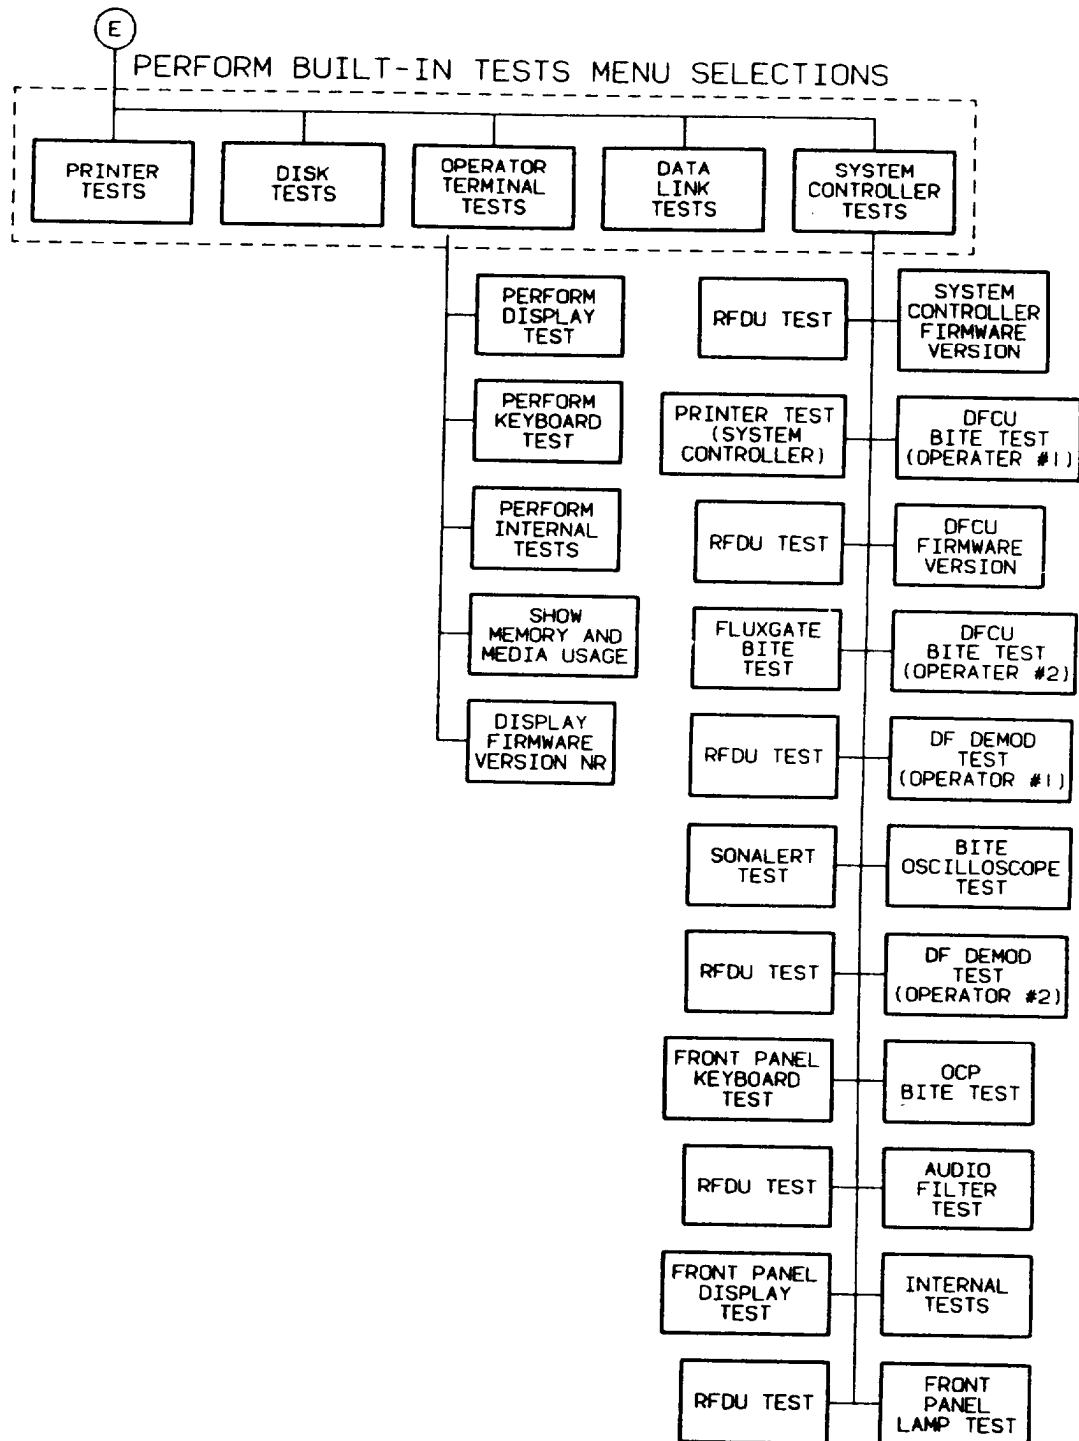 E
PERFORM BUILT-IN TESTS MENU SELECTIONS
PRINTER
TESTS
DISK
TESTS
OPERATOR
TERMINAL
TESTS
DATA
LINK
TESTS
SYSTEM
CONTROLLER
TESTS
PERFORM
DISPLAY
TEST
PERFORM
KEYBOARD
TEST
PERFORM
INTERNAL
TESTS
SHOW
MEMORY AND
MEDIA USAGE
DISPLAY
FIRMWARE
VERSION NR
RFDU TEST
SYSTEM
CONTROLLER
FIRMWARE
VERSION
PRINTER TEST
(SYSTEM
CONTROLLER)
DFCU
BITE TEST
(OPERATER #1)
RFDU TEST
DFCU
FIRMWARE
VERSION
FLUXGATE
BITE
TEST
DFCU
BITE TEST
(OPERATER #2)
RFDU TEST
DF DEMOD
TEST
(OPERATOR #1)
SONALERT
TEST
BITE
OSCILLOSCOPE
TEST
RFDU TEST
DF DEMOD
TEST
(OPERATOR #2)
FRONT PANEL
KEYBOARD
TEST
OCP
BITE TEST
RFDU TEST
AUDIO
FILTER
TEST
FRONT PANEL
DISPLAY
TEST
INTERNAL
TESTS
RFDU TEST
FRONT
PANEL
LAMP TEST